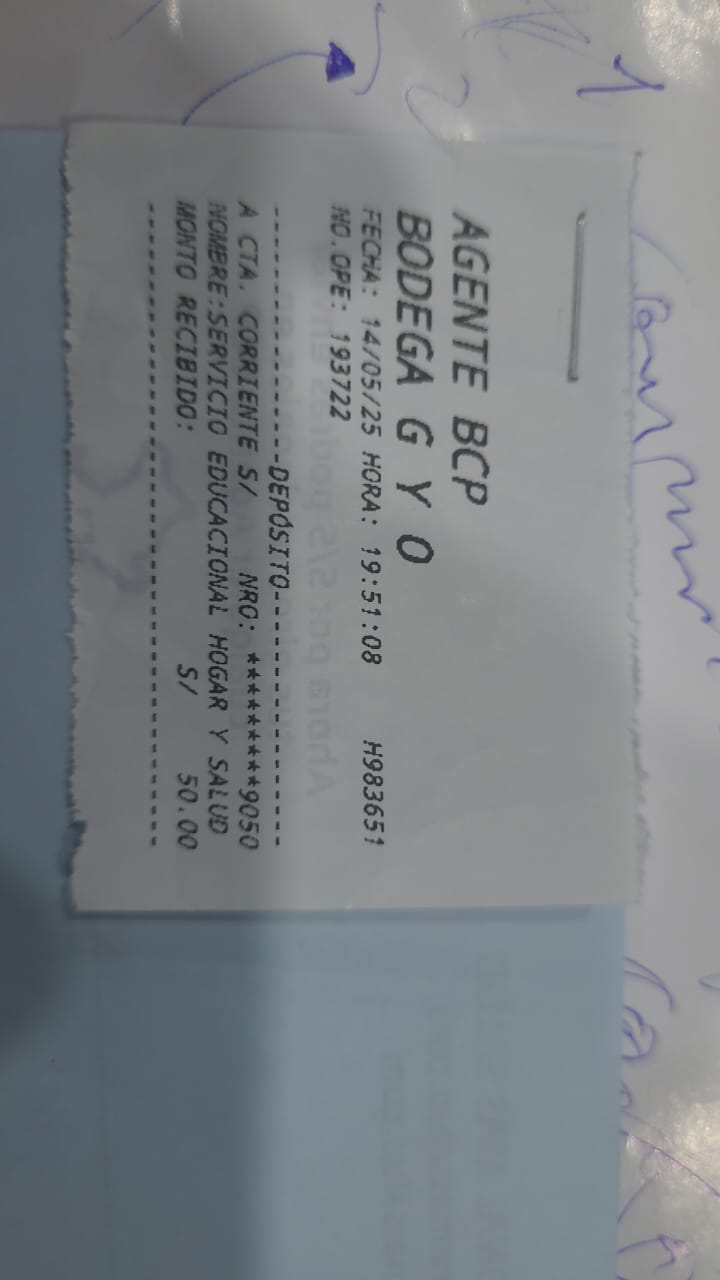 AGENTE BCP
BODEGA G Y O
FECHA: 14/05/25 HORA: 19:51:08 H983651
NO.OPE: 193722
------------------DEPÓSITO------------------
A CTA. CORRIENTE S/ NRO: **********9050
NOMBRE:SERVICIO EDUCACIONAL HOGAR Y SALUD
MONTO RECIBIDO: S/ 50.00
--------------------------------------------